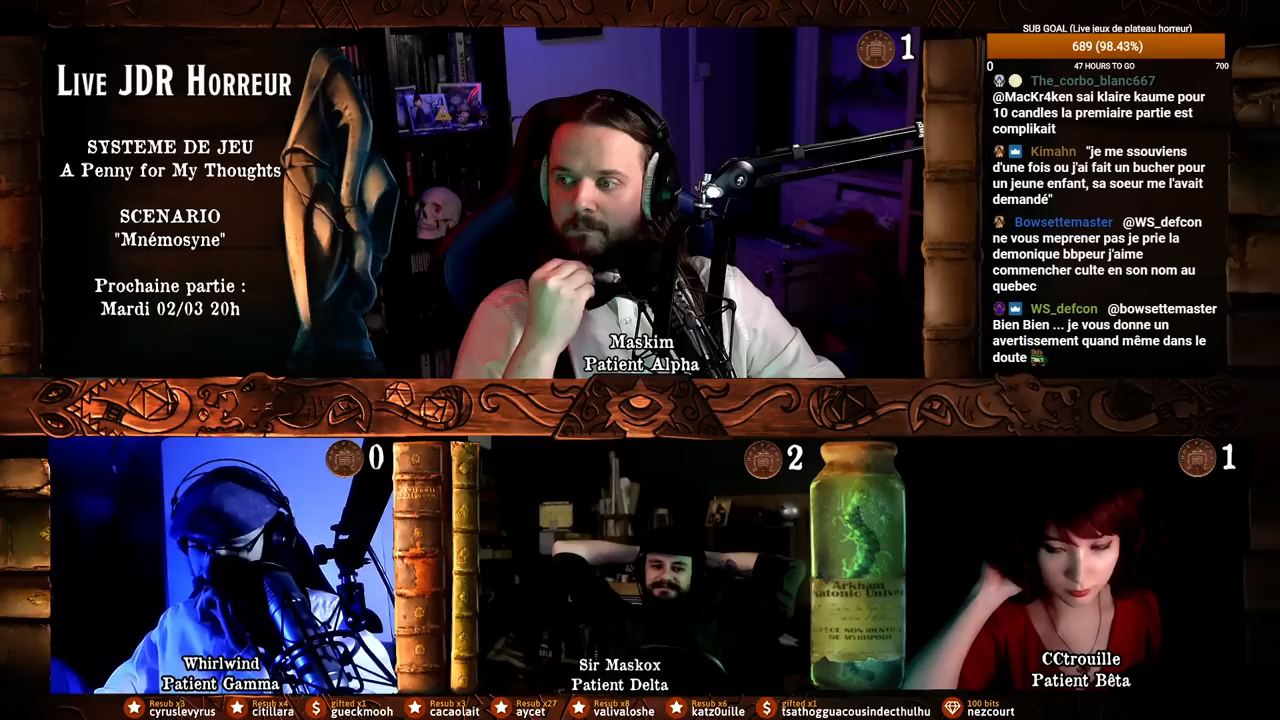 LIVE JDR HORREUR
SYSTEME DE JEU
A Penny for My Thoughts
SCENARIO
"Mnémosyne"
Prochaine partie :
Mardi 02/03 20h
1
Maskim
Patient Alpha
SUB GOAL (Live jeux de plateau horreur)
689 (98.43%)
0
47 HOURS TO GO
700
The_corbo_blanc667
@MacKr4ken sai klaire kaume pour
10 candles la premiaire partie est
complikait
Kimahn "je me ssouviens
d'une fois ou j'ai fait un bucher pour
un jeune enfant, sa soeur me l'avait
demandé"
Bowsettemaster @WS_defcon
ne vous meprener pas je prie la
demonique bbpeur j'aime
commencher culte en son nom au
quebec
WS_defcon @bowsettemaster
Bien Bien ... je vous donne un
avertissement quand même dans le
doute
0
Whirlwind
Patient Gamma
2
Sir Maskox
Patient Delta
Arkham
katonic Univer
DE MYRIAPODE
1
CCtrouille
Patient Bêta
Resub x3
cyruslevyrus
Resub x4
citillara
gifted x1
gueckmooh
Resub x3
cacaolait
Resub x27
aycet
Resub x8
valivaloshe
Resub x6
katz0uille
gifted x1
tsathogguacousindecthulhu
100 bits
nezcourt